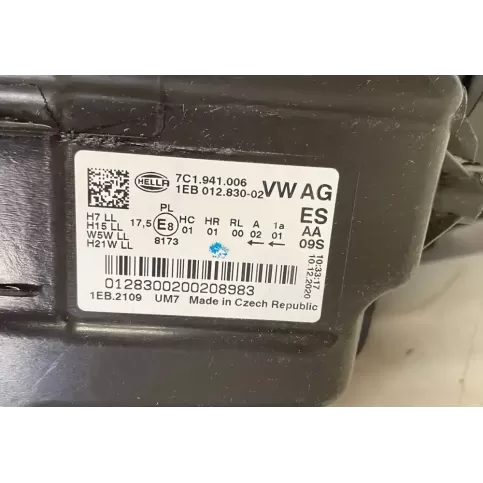 HELLA
7C1.941.006
1EB 012.830-02
VW AG
ES
AA
09S
H7 LL
H15 LL
W5W LL
H21W LL
17,5
PL
E8
8173
HC HR RL A 1a
01 01 00 02 01
← ←
10:33:17
10.12.2020
0128300200208983
1EB.2109 UM7 Made in Czech Republic